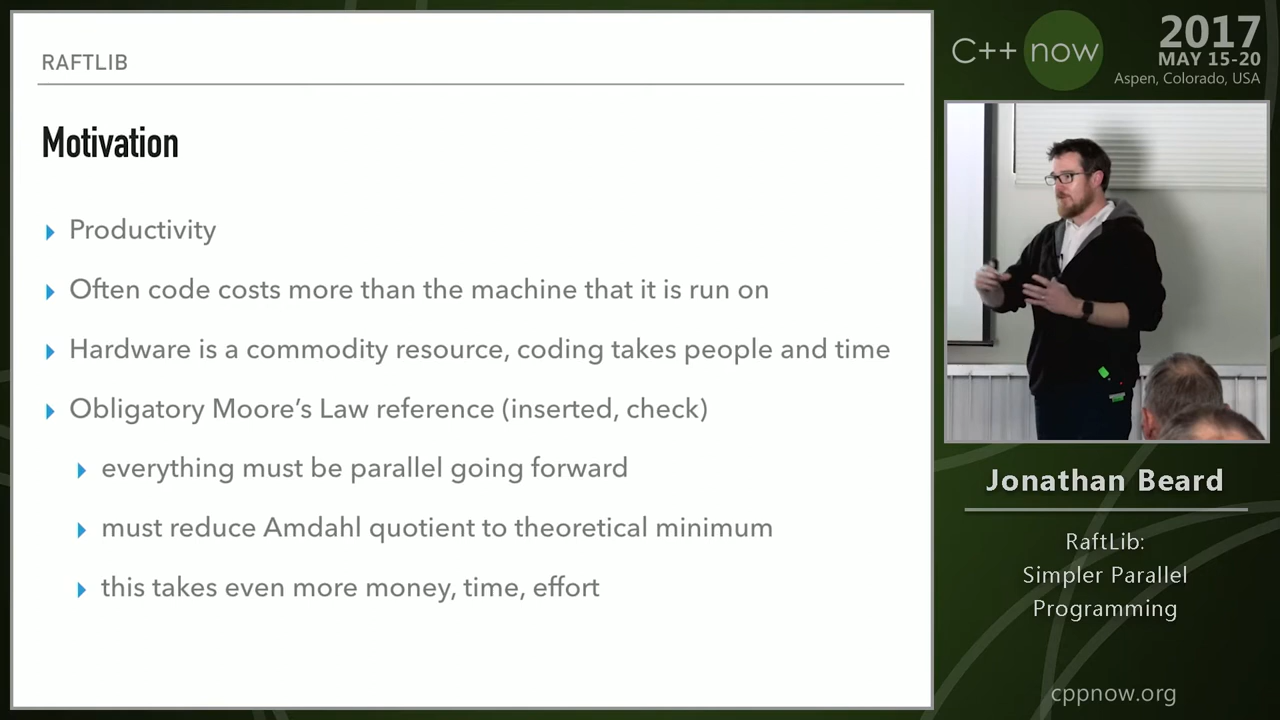 RAFTLIB
Motivation
Productivity
Often code costs more than the machine that it is run on
Hardware is a commodity resource, coding takes people and time
Obligatory Moore’s Law reference (inserted, check)
everything must be parallel going forward
must reduce Amdahl quotient to theoretical minimum
this takes even more money, time, effort
C++ now
2017
MAY 15-20
Aspen, Colorado, USA
Jonathan Beard
RaftLib:
Simpler Parallel
Programming
cppnow.org